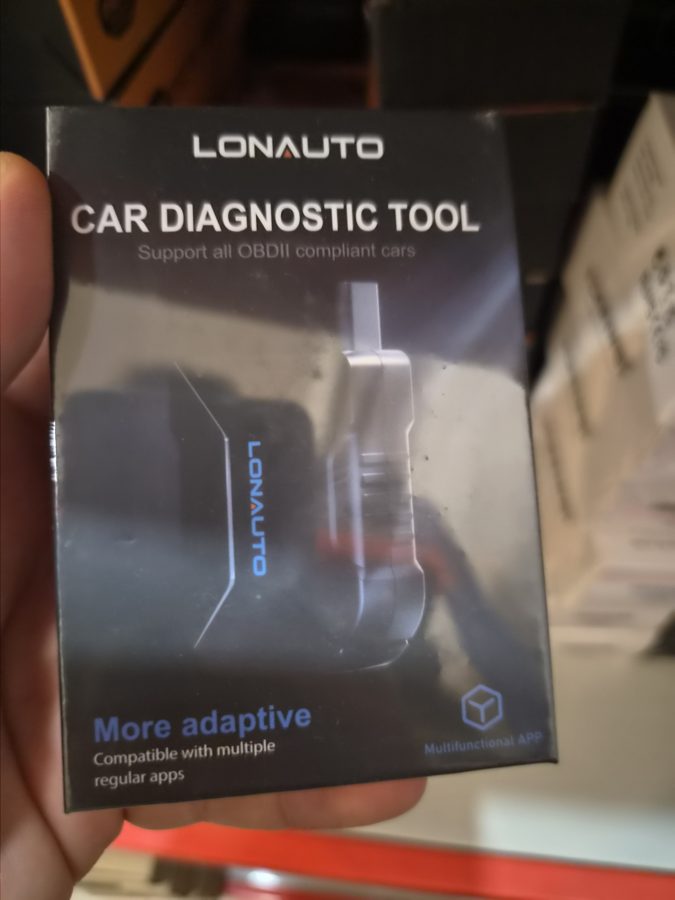 LONAUTO
CAR DIAGNOSTIC TOOL
Support all OBDII compliant cars
LONAUTO
More adaptive
Compatible with multiple
regular apps
Multifunctional APP